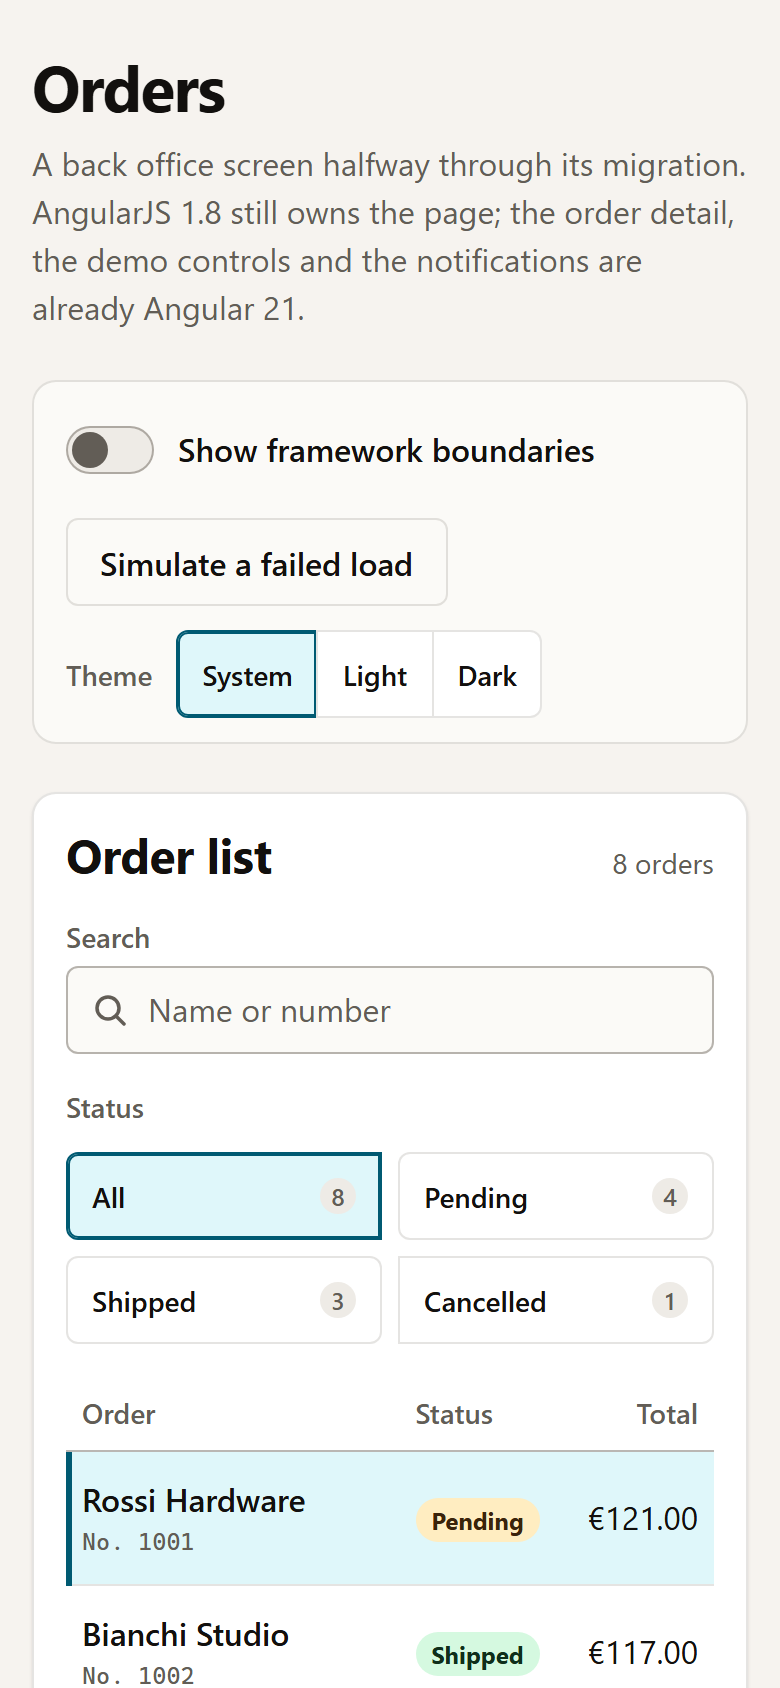 Orders
A back office screen halfway through its migration.
AngularJS 1.8 still owns the page; the order detail,
the demo controls and the notifications are
already Angular 21.
Show framework boundaries
Simulate a failed load
Theme System Light Dark
Order list 8 orders
Search
Name or number
Status
All 8 Pending 4
Shipped 3 Cancelled 1
Order Status Total
Rossi Hardware
No. 1001 Pending €121.00
Bianchi Studio
No. 1002 Shipped €117.00